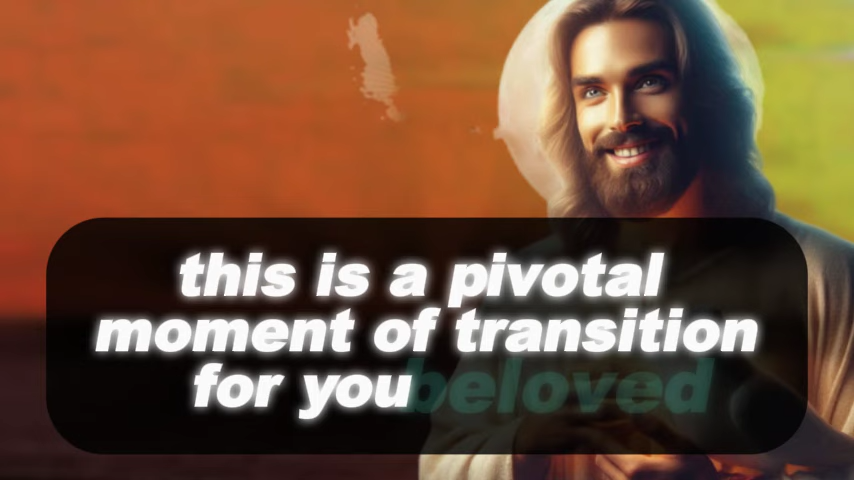 this is a pivotal
moment of transition
for you beloved